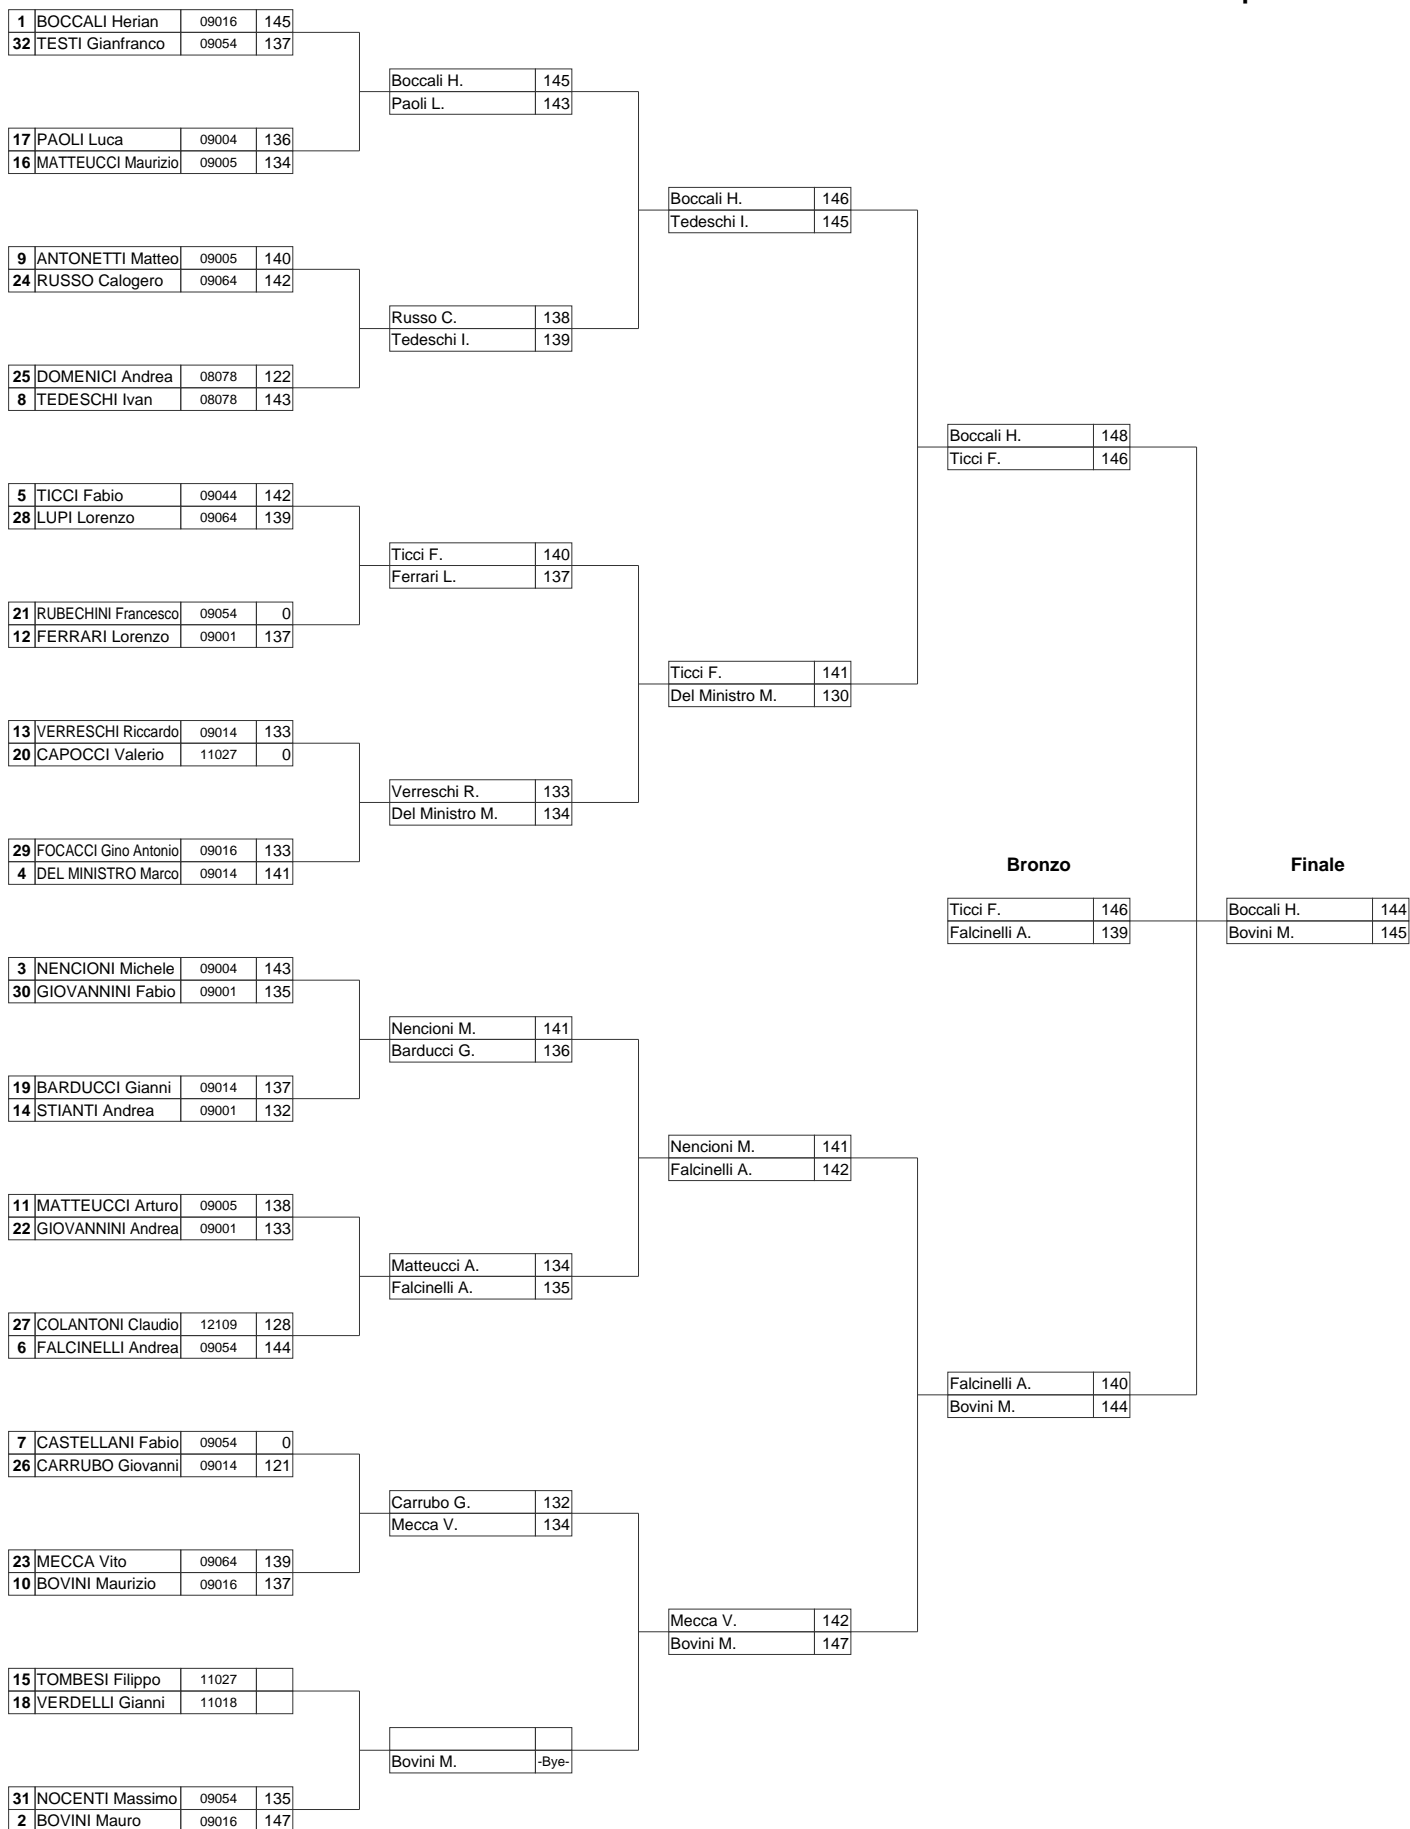 1 BOCCALI Herian 09016 145
32 TESTI Gianfranco 09054 137
Boccali H. 145
Paoli L. 143
17 PAOLI Luca 09004 136
16 MATTEUCCI Maurizio 09005 134
Boccali H. 146
Tedeschi I. 145
9 ANTONETTI Matteo 09005 140
24 RUSSO Calogero 09064 142
Russo C. 138
Tedeschi I. 139
25 DOMENICI Andrea 08078 122
8 TEDESCHI Ivan 08078 143
Boccali H. 148
Ticci F. 146
5 TICCI Fabio 09044 142
28 LUPI Lorenzo 09064 139
Ticci F. 140
Ferrari L. 137
21 RUBECHINI Francesco 09054 0
12 FERRARI Lorenzo 09001 137
Ticci F. 141
Del Ministro M. 130
13 VERRESCHI Riccardo 09014 133
20 CAPOCCI Valerio 11027 0
Verreschi R. 133
Del Ministro M. 134
29 FOCACCI Gino Antonio 09016 133
4 DEL MINISTRO Marco 09014 141
Bronzo Finale
Ticci F. 146 Boccali H. 144
Falcinelli A. 139 Bovini M. 145
3 NENCIONI Michele 09004 143
30 GIOVANNINI Fabio 09001 135
Nencioni M. 141
Barducci G. 136
19 BARDUCCI Gianni 09014 137
14 STIANTI Andrea 09001 132
Nencioni M. 141
Falcinelli A. 142
11 MATTEUCCI Arturo 09005 138
22 GIOVANNINI Andrea 09001 133
Matteucci A. 134
Falcinelli A. 135
27 COLANTONI Claudio 12109 128
6 FALCINELLI Andrea 09054 144
Falcinelli A. 140
Bovini M. 144
7 CASTELLANI Fabio 09054 0
26 CARRUBO Giovanni 09014 121
Carrubo G. 132
Mecca V. 134
23 MECCA Vito 09064 139
10 BOVINI Maurizio 09016 137
Mecca V. 142
Bovini M. 147
15 TOMBESI Filippo 11027
18 VERDELLI Gianni 11018
Bovini M. -Bye-
31 NOCENTI Massimo 09054 135
2 BOVINI Mauro 09016 147